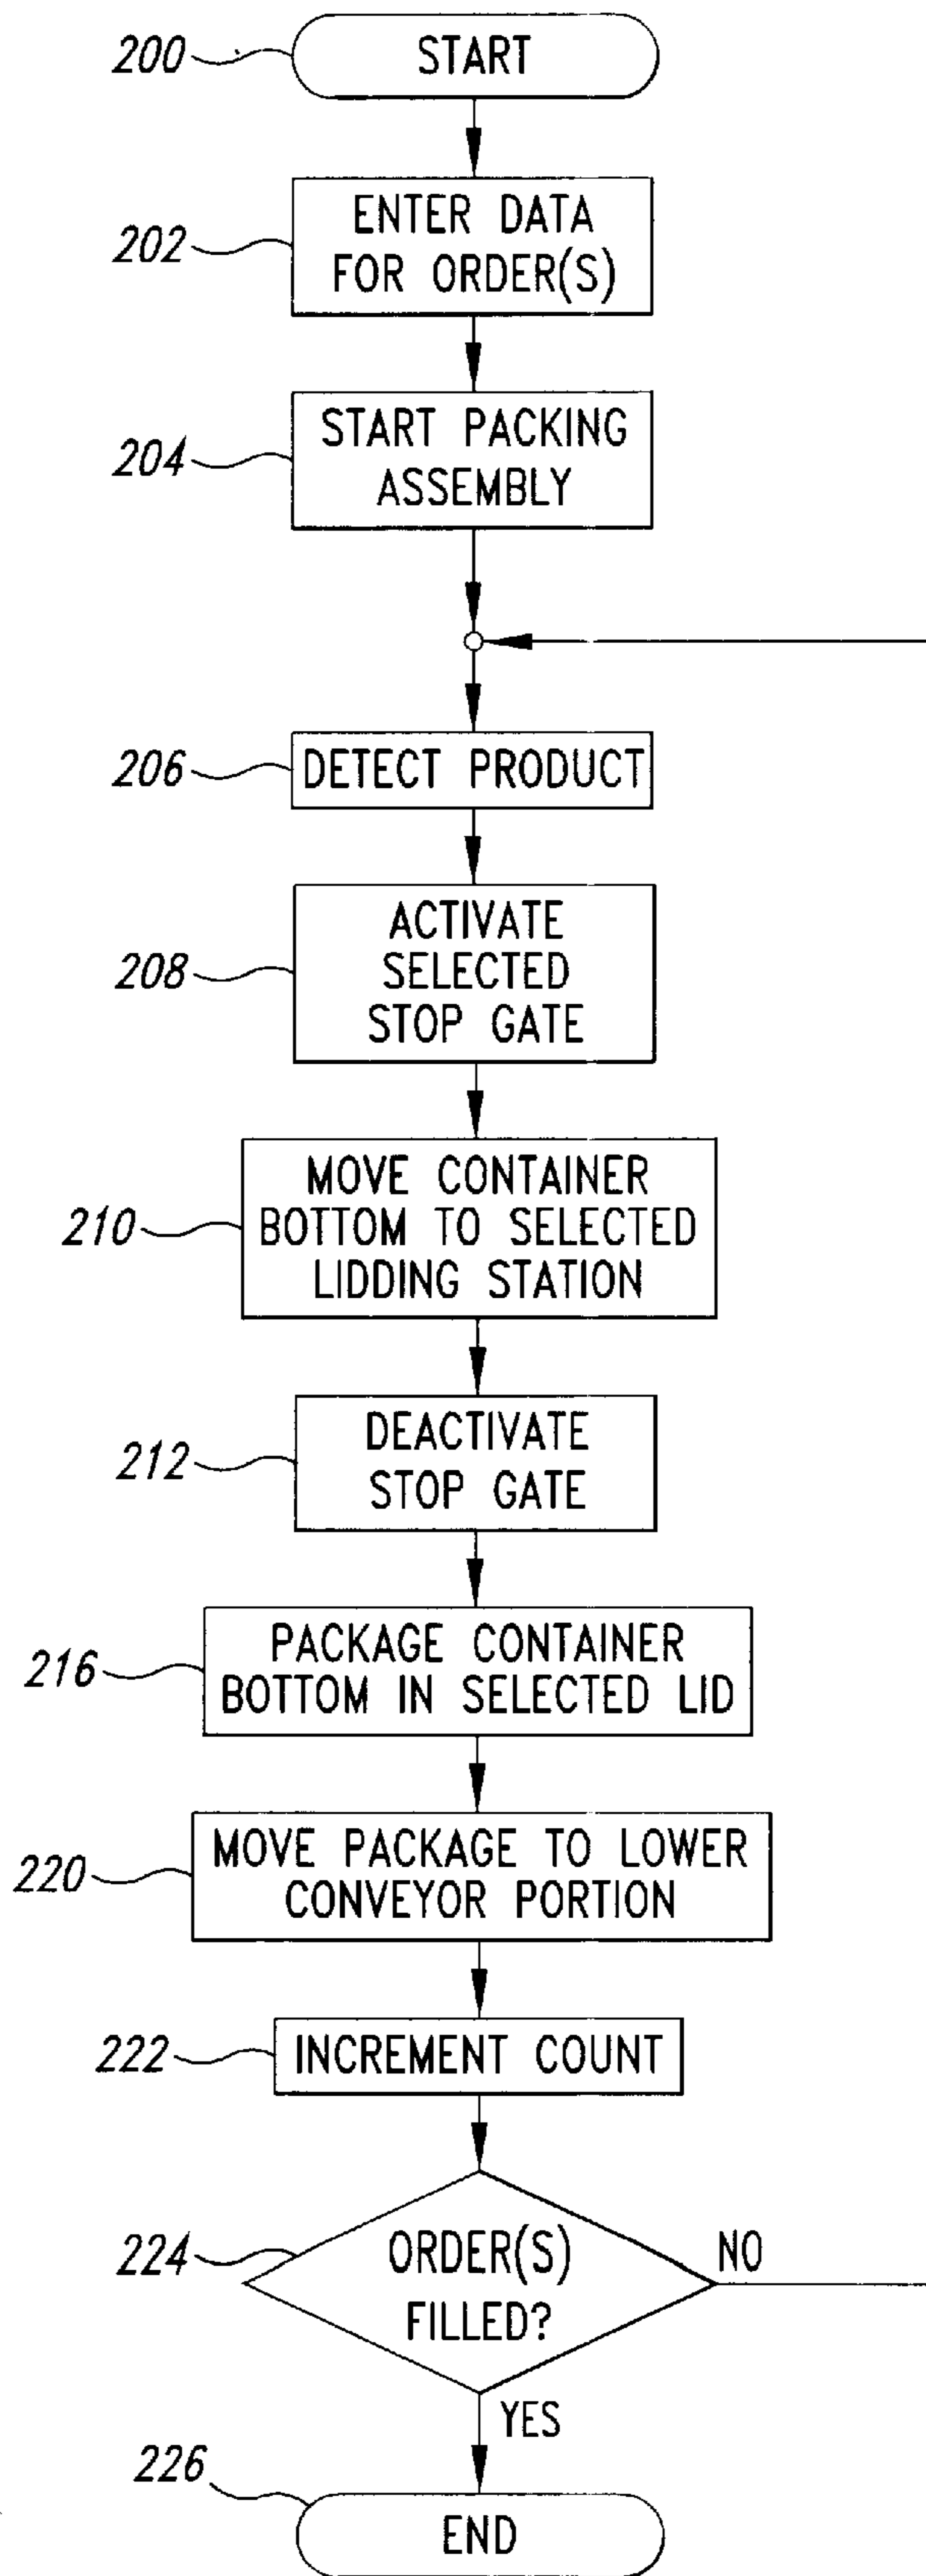 200
START
202
ENTER DATA
FOR ORDER(S)
204
START PACKING
ASSEMBLY
206
DETECT PRODUCT
208
ACTIVATE
SELECTED
STOP GATE
210
MOVE CONTAINER
BOTTOM TO SELECTED
LIDDING STATION
212
DEACTIVATE
STOP GATE
216
PACKAGE CONTAINER
BOTTOM IN SELECTED LID
220
MOVE PACKAGE TO LOWER
CONVEYOR PORTION
222
INCREMENT COUNT
224
ORDER(S)
FILLED?
NO
YES
226
END